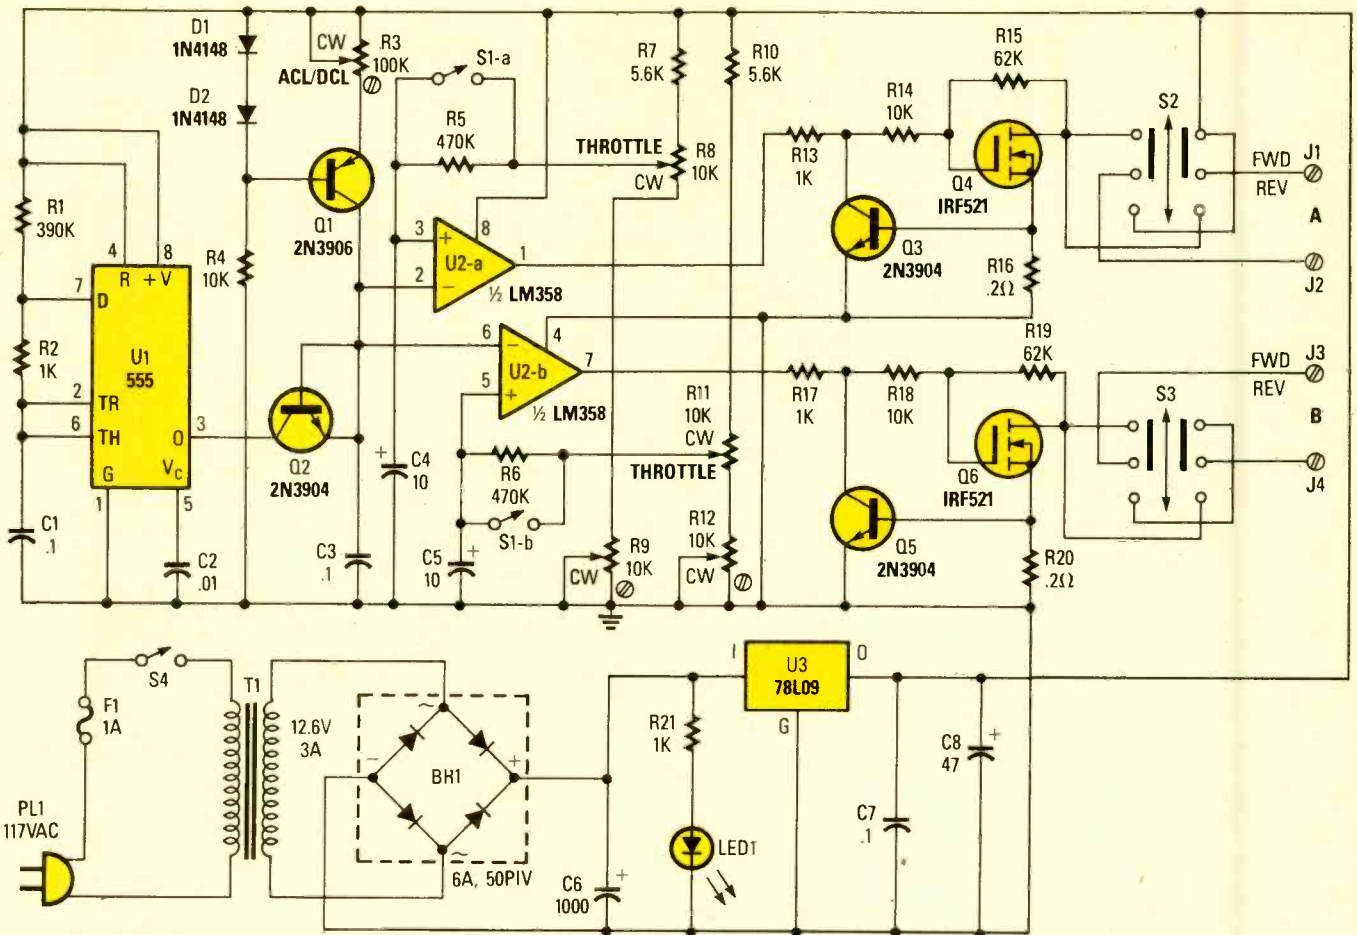 D1
1N4148
D2
1N4148
CW
ACL/DCL
R3
100K
S1-a
R5
470K
R7
5.6K
R10
5.6K
THROTTLE
CW
R8
10K
R13
1K
R14
10K
R15
62K
Q4
IRF521
S2
FWD
REV
J1
A
J2
R1
390K
4
8
R
+V
7
D
U1
555
R2
1K
2
TR
6
TH
O
3
G
VC
1
5
C1
.1
C2
.01
R4
10K
Q1
2N3906
Q2
2N3904
C3
.1
3
+
2
−
8
U2-a
1
½ LM358
6
−
5
+
4
U2-b
7
½ LM358
C4
+
10
R6
470K
S1-b
C5
+
10
R11
10K
CW
THROTTLE
R9
10K
CW
R12
10K
CW
Q3
2N3904
R16
.2Ω
R17
1K
R18
10K
R19
62K
Q6
IRF521
Q5
2N3904
R20
.2Ω
S3
FWD
REV
J3
B
J4
S4
F1
1A
PL1
117VAC
T1
12.6V
3A
~
−
BR1
+
~
6A, 50PIV
C6
1000
+
R21
1K
LED1
I
U3
78L09
O
G
C7
.1
C8
47
+